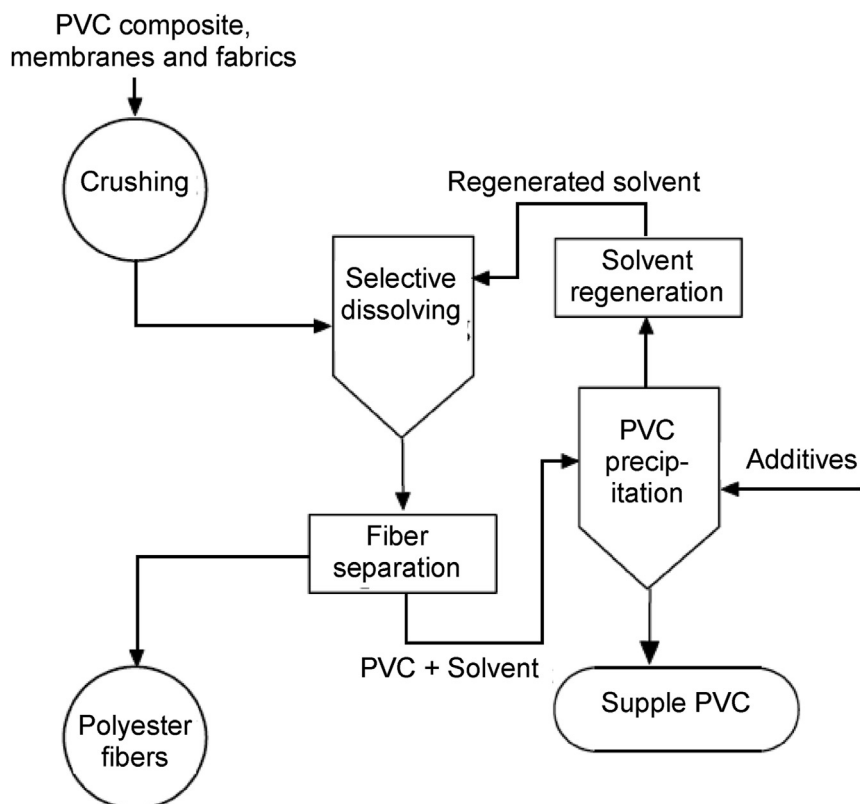 PVC composite,
membranes and fabrics
Crushing
Regenerated solvent
Selective
dissolving
Solvent
regeneration
PVC
precip-
itation
Additives
Fiber
separation
PVC + Solvent
Polyester
fibers
Supple PVC